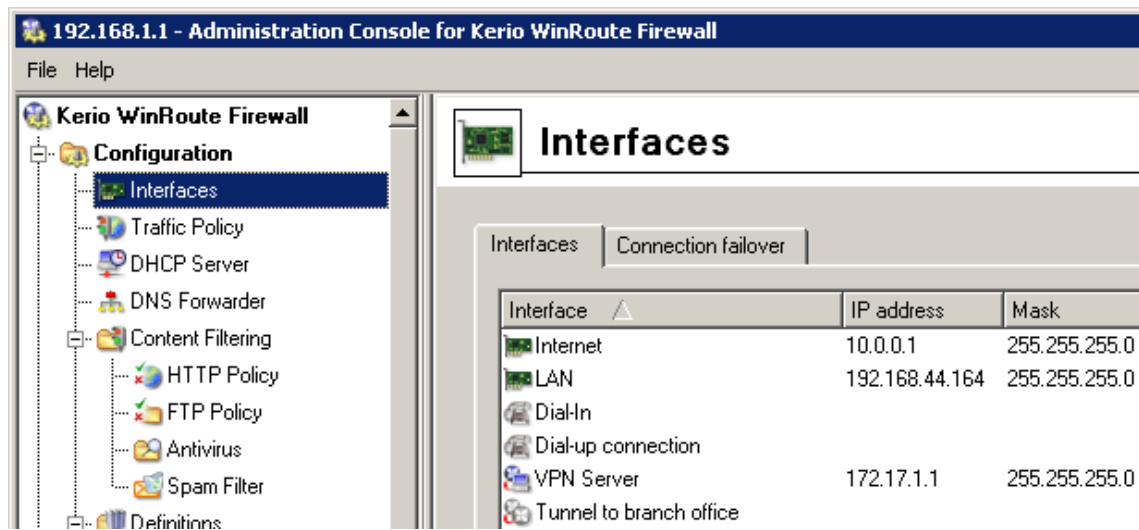 192.168.1.1 - Administration Console for Kerio WinRoute Firewall
File Help
Kerio WinRoute Firewall
Configuration
Interfaces
Traffic Policy
DHCP Server
DNS Forwarder
Content Filtering
HTTP Policy
FTP Policy
Antivirus
Spam Filter
Definitions
Interfaces
Interfaces Connection failover
Interface IP address Mask
Internet 10.0.0.1 255.255.255.0
LAN 192.168.44.164 255.255.255.0
Dial-In
Dial-up connection
VPN Server 172.17.1.1 255.255.255.0
Tunnel to branch office